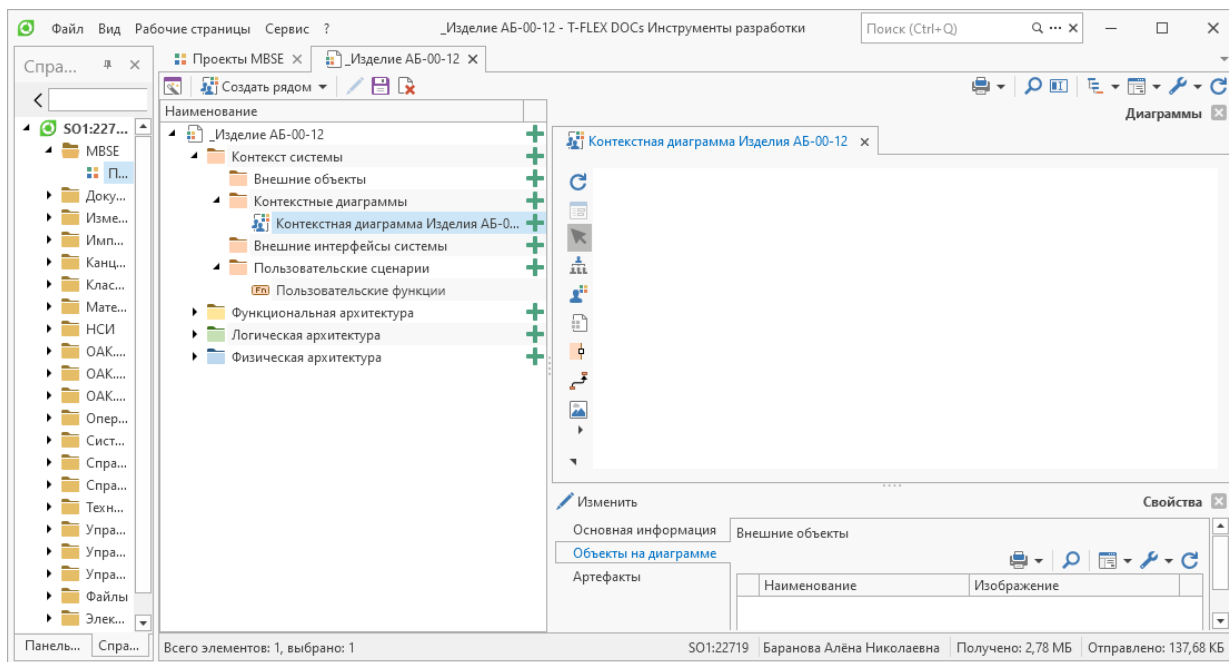 Файл Вид Рабочие страницы Сервис ? _Изделие АБ-00-12 - T-FLEX DOCs Инструменты разработки Поиск (Ctrl+Q)
Спра...
Проекты MBSE
_Изделие АБ-00-12
Создать рядом
Наименование
Диаграммы
SO1:227...
MBSE
П...
Доку...
Изме...
Имп...
Канц...
Клас...
Мате...
НСИ
ОАК....
ОАК....
ОАК....
Опер...
Сист...
Спра...
Спра...
Техн...
Упра...
Упра...
Упра...
Файлы
Элек...
Панель... Спра...
_Изделие АБ-00-12
Контекст системы
Внешние объекты
Контекстные диаграммы
Контекстная диаграмма Изделия АБ-0...
Внешние интерфейсы системы
Пользовательские сценарии
Fn Пользовательские функции
Функциональная архитектура
Логическая архитектура
Физическая архитектура
Контекстная диаграмма Изделия АБ-00-12
Изменить
Свойства
Основная информация
Объекты на диаграмме
Артефакты
Внешние объекты
Наименование Изображение
Всего элементов: 1, выбрано: 1 SO1:22719 Баранова Алёна Николаевна Получено: 2,78 МБ Отправлено: 137,68 КБ